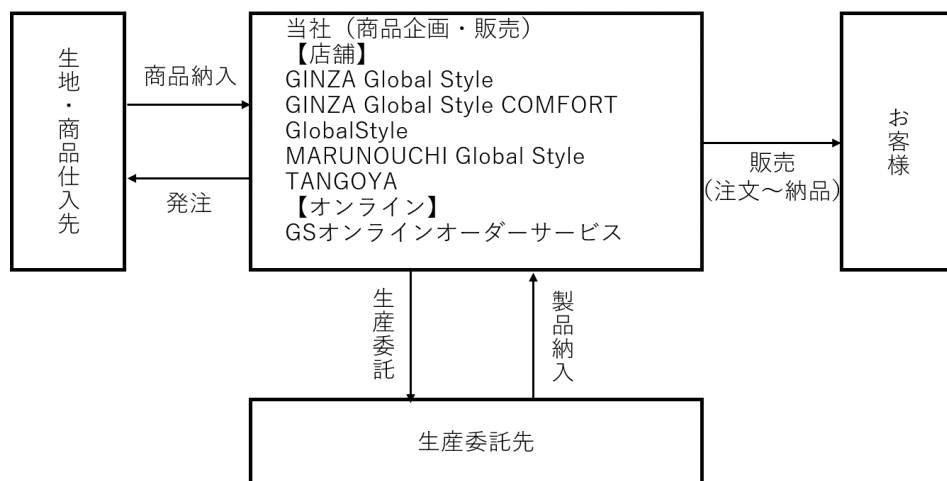 生地・商品仕入先
商品納入
発注
当社（商品企画・販売）
【店舗】
GINZA Global Style
GINZA Global Style COMFORT
GlobalStyle
MARUNOUCHI Global Style
TANGOYA
【オンライン】
GSオンラインオーダーサービス
販売
（注文～納品）
お客様
生産委託
製品納入
生産委託先